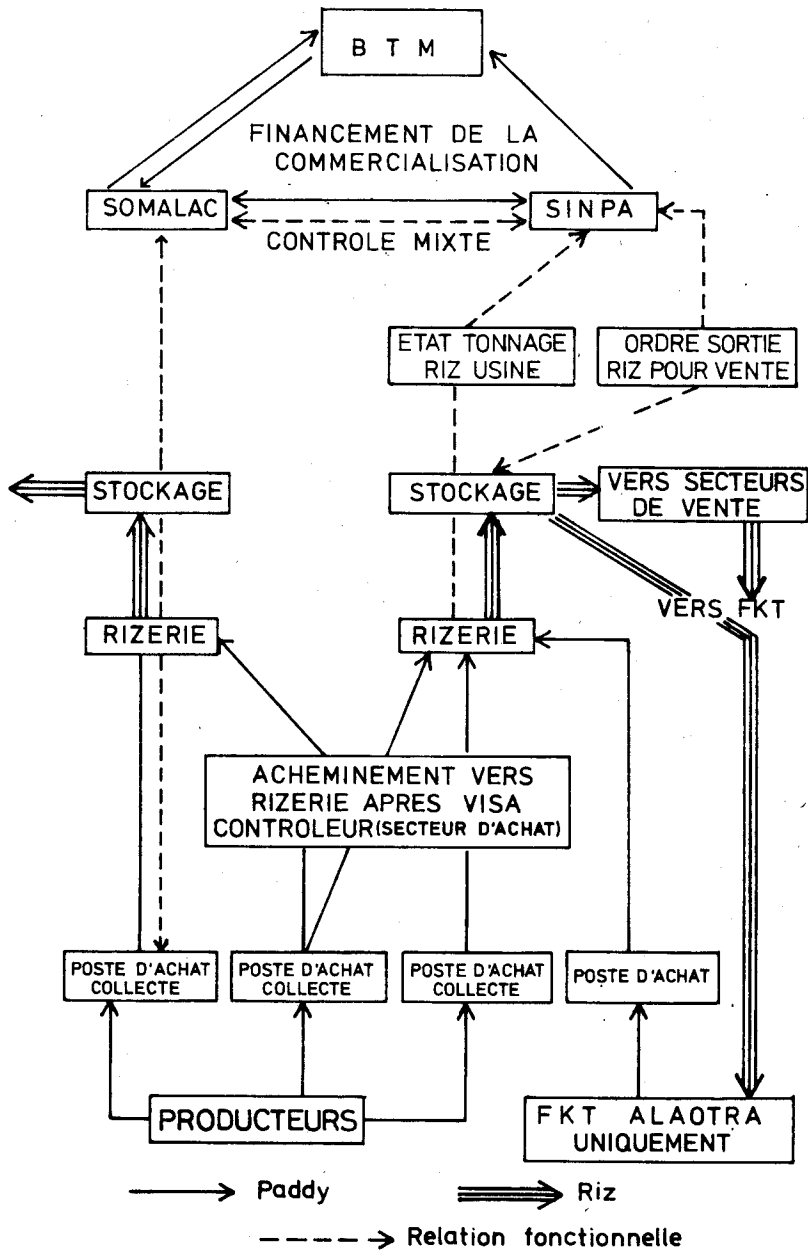 B T M
FINANCEMENT DE LA
COMMERCIALISATION
SOMALAC
SINPA
CONTROLE MIXTE
ETAT TONNAGE
RIZ USINE
ORDRE SORTIE
RIZ POUR VENTE
STOCKAGE
STOCKAGE
VERS SECTEURS
DE VENTE
VERS FKT
RIZERIE
RIZERIE
ACHEMINEMENT VERS
RIZERIE APRES VISA
CONTROLEUR (SECTEUR D'ACHAT)
POSTE D'ACHAT
COLLECTE
POSTE D'ACHAT
COLLECTE
POSTE D'ACHAT
COLLECTE
POSTE D'ACHAT
PRODUCTEURS
FKT ALAOTRA
UNIQUEMENT
Paddy
Riz
Relation fonctionnelle